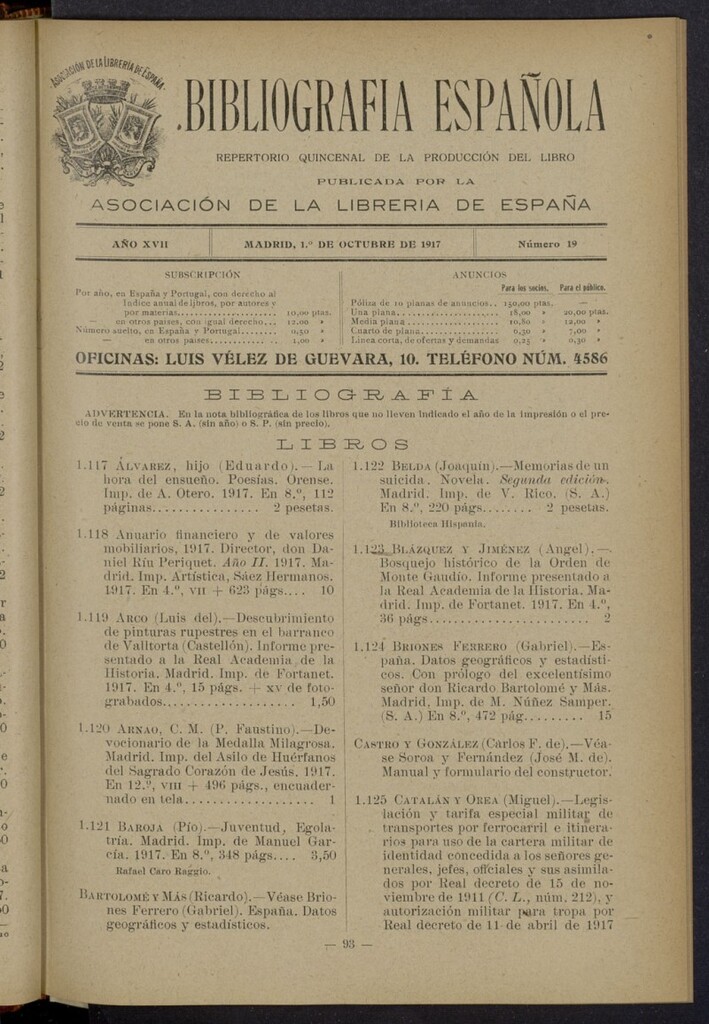 ASOCIACIÓN DE LA LIBRERIA DE ESPAÑA
BIBLIOGRAFIA ESPAÑOLA
REPERTORIO QUINCENAL DE LA PRODUCCIÓN DEL LIBRO
PUBLICADA POR LA
ASOCIACIÓN DE LA LIBRERIA DE ESPAÑA
AÑO XVII
MADRID, 1.º DE OCTUBRE DE 1917
Número 19
SUBSCRIPCIÓN
Por año, en España y Portugal, con derecho al
Indice anual de libros, por autores y
por materias.................... 10,00 ptas.
— en otros paises, con igual derecho... 12.00 »
Número suelto, en España y Portugal....... 0,50 »
— en otros paises............ 1,00 »
ANUNCIOS
Para los socios. Para el público.
Póliza de 10 planas de anuncios.. 150,00 ptas. —
Una plana.................... 18,00 » 20,00 ptas.
Media plana.................. 10,80 » 12,00 »
Cuarto de plana.............. 6,30 » 7,00 »
Linea corta, de ofertas y demandas 0,25 » 0,30 »
OFICINAS: LUIS VÉLEZ DE GUEVARA, 10. TELÉFONO NÚM. 4586
BIBLIOGRAFÍA
ADVERTENCIA. En la nota bibliográfica de los libros que no lleven indicado el año de la impresión o el pre-
cio de venta se pone S. A. (sin año) o S. P. (sin precio).
LIBROS
1.117 ÁLVAREZ, hijo (Eduardo).—La
hora del ensueño. Poesías. Orense.
Imp. de A. Otero. 1917. En 8.º, 112
páginas............... 2 pesetas.
1.118 Anuario financiero y de valores
mobiliarios, 1917. Director, don Da-
niel Ríu Periquet. Año II. 1917. Ma-
drid. Imp. Artística, Sáez Hermanos.
1917. En 4.º, VII + 623 págs.... 10
1.119 ARCO (Luis del).—Descubrimiento
de pinturas rupestres en el barranco
de Valltorta (Castellón). Informe pre-
sentado a la Real Academia de la
Historia. Madrid. Imp. de Fortanet.
1917. En 4.º, 15 págs. + XV de foto-
grabados................... 1,50
1.120 ARNAO, C. M. (P. Faustino).—De-
vocionario de la Medalla Milagrosa.
Madrid. Imp. del Asilo de Huérfanos
del Sagrado Corazón de Jesús. 1917.
En 12.º, VIII + 496 págs., encuader-
nado en tela................... 1
1.121 BAROJA (Pío).—Juventud, Egola-
tría. Madrid. Imp. de Manuel Gar-
cía. 1917. En 8.º, 348 págs.... 3,50
Rafael Caro Raggio.
BARTOLOMÉ Y MÁS (Ricardo).—Véase Brio-
nes Ferrero (Gabriel). España. Datos
geográficos y estadísticos.
1.122 BELDA (Joaquín).—Memorias de un
suicida. Novela. Segunda edición.
Madrid. Imp. de V. Rico. (S. A.)
En 8.º, 220 págs........ 2 pesetas.
Biblioteca Hispania.
1.123 BLÁZQUEZ Y JIMÉNEZ (Angel).—
Bosquejo histórico de la Orden de
Monte Gaudio. Informe presentado a
la Real Academia de la Historia. Ma-
drid. Imp. de Fortanet. 1917. En 4.º,
36 págs...................... 2
1.124 BRIONES FERRERO (Gabriel).—Es-
paña. Datos geográficos y estadísti-
cos. Con prólogo del excelentísimo
señor don Ricardo Bartolomé y Más.
Madrid, Imp. de M. Núñez Samper.
(S. A.) En 8.º, 472 pág......... 15
CASTRO Y GONZÁLEZ (Carlos F. de).—Véa-
se Soroa y Fernández (José M. de).
Manual y formulario del constructor.
1.125 CATALÁN Y OREA (Miguel).—Legis-
lación y tarifa especial militar de
transportes por ferrocarril e itinera-
rios para uso de la cartera militar de
identidad concedida a los señores ge-
nerales, jefes, officiales y sus asimila-
dos por Real decreto de 15 de no-
viembre de 1911 (C. L., núm. 212), y
autorización militar para tropa por
Real decreto de 11 de abril de 1917
— 93 —